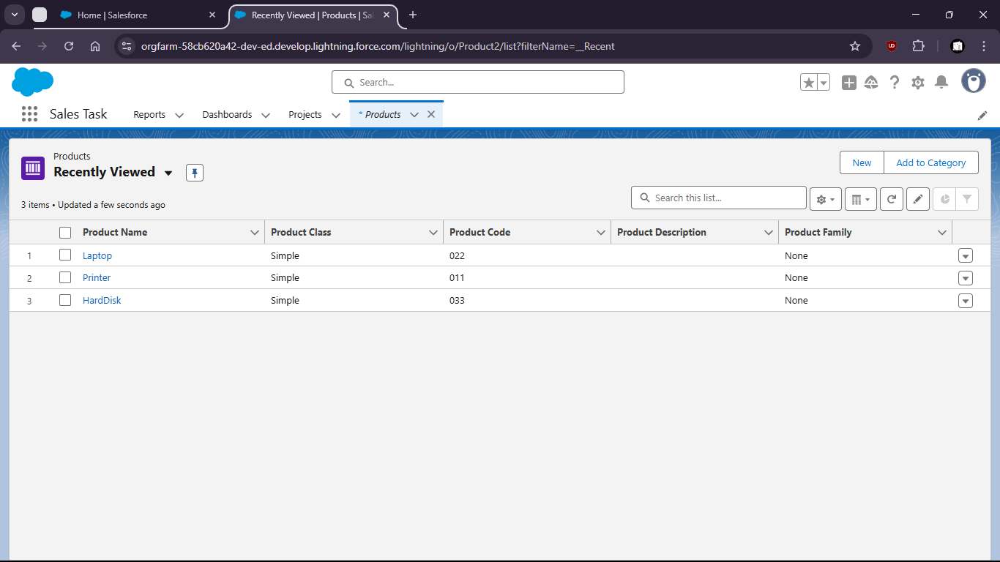 Home | Salesforce
Recently Viewed | Products | Sal
orgfarm-58cb620a42-dev-ed.develop.lightning.force.com/lightning/o/Product2/list?filterName=__Recent
Search...
Sales Task Reports Dashboards Projects * Products
Products
Recently Viewed
New Add to Category
3 items • Updated a few seconds ago
Search this list...
Product Name Product Class Product Code Product Description Product Family
1 Laptop Simple 022 None
2 Printer Simple 011 None
3 HardDisk Simple 033 None